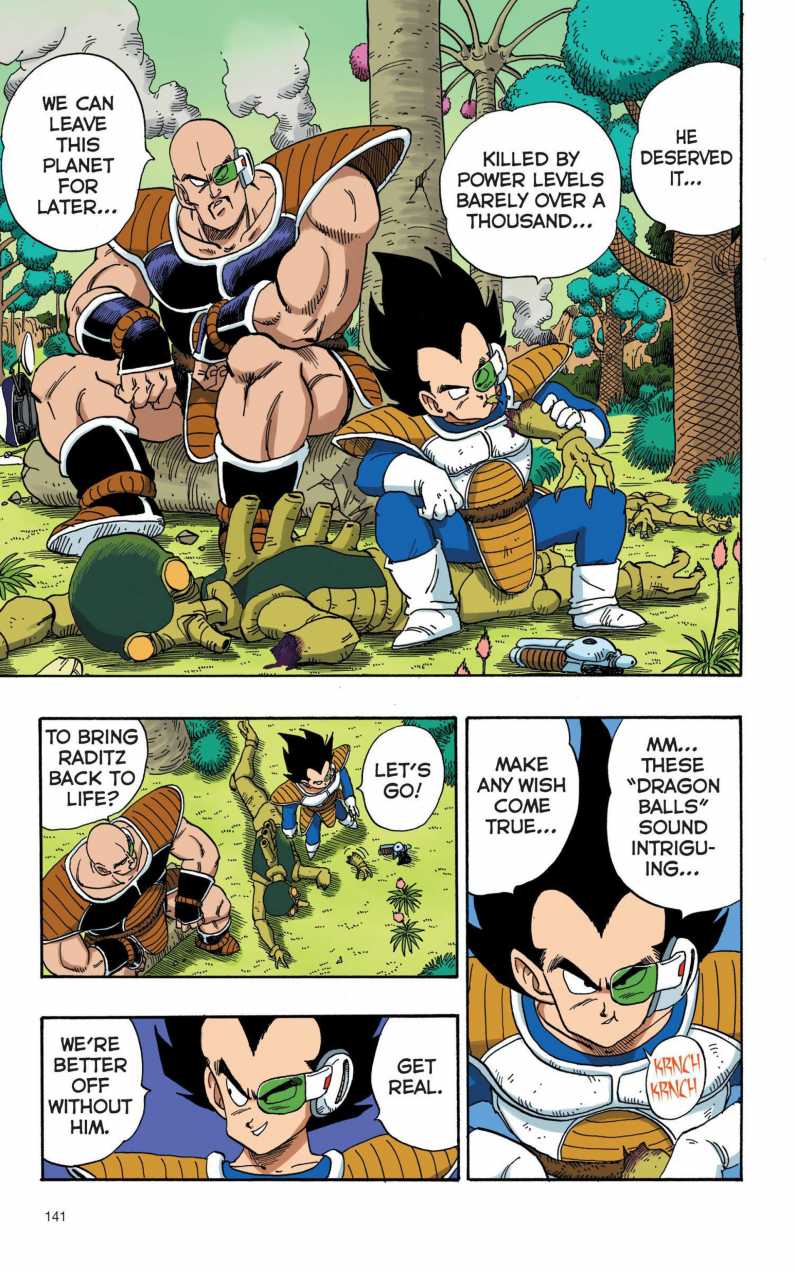 HE
DESERVED
IT...
KILLED BY
POWER LEVELS
BARELY OVER A
THOUSAND...
WE CAN
LEAVE
THIS
PLANET
FOR
LATER...
MM...
THESE
“DRAGON
BALLS”
SOUND
INTRIGU-
ING...
MAKE
ANY WISH
COME
TRUE...
KRNCH
KRNCH
LET'S
GO!
TO BRING
RADITZ
BACK TO
LIFE?
GET
REAL.
WE'RE
BETTER
OFF
WITHOUT
HIM.
141